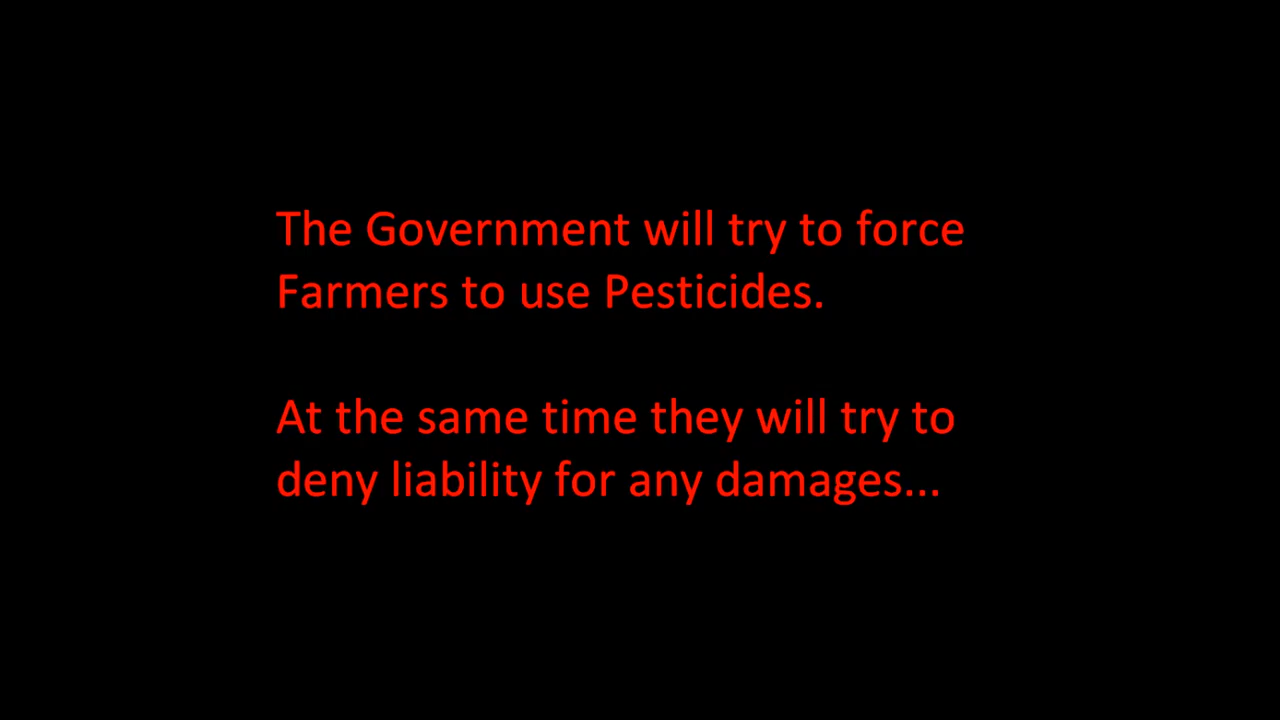 The Government will try to force
Farmers to use Pesticides.
At the same time they will try to
deny liability for any damages...